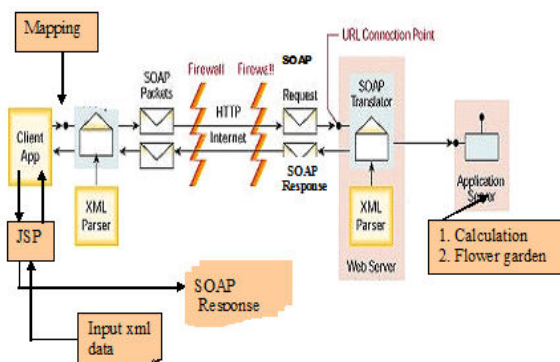 Mapping
Firewall
Firewall
SOAP
URL Connection Point
SOAP
Packets
HTTP
Request
SOAP
Translator
Client
App
Internet
SOAP
Response
Application
Server
XML
Parser
XML
Parser
JSP
Web Server
1. Calculation
2. Flower garden
SOAP
Response
Input xml
data